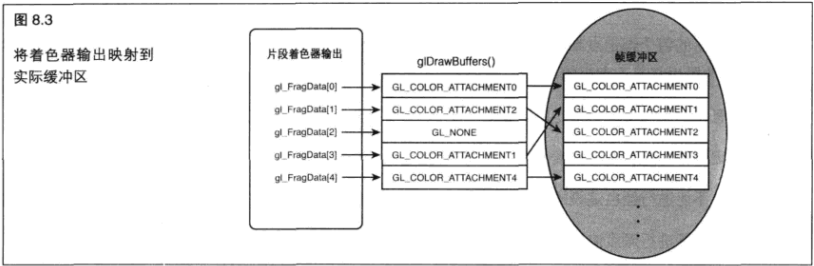 图 8.3
将着色器输出映射到
实际缓冲区
片段着色器输出
gl_FragData[0]
gl_FragData[1]
gl_FragData[2]
gl_FragData[3]
gl_FragData[4]
glDrawBuffers()
GL_COLOR_ATTACHMENT0
GL_COLOR_ATTACHMENT2
GL_NONE
GL_COLOR_ATTACHMENT1
GL_COLOR_ATTACHMENT4
帧缓冲区
GL_COLOR_ATTACHMENT0
GL_COLOR_ATTACHMENT1
GL_COLOR_ATTACHMENT2
GL_COLOR_ATTACHMENT3
GL_COLOR_ATTACHMENT4